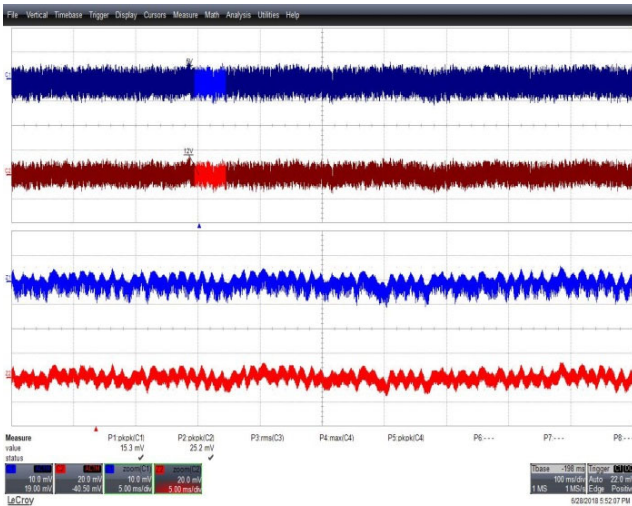 File Vertical Timebase Trigger Display Cursors Measure Math Analysis Utilities Help
12V
Measure P1:pkpk(C1) P2:pkpk(C2) P3:rms(C3) P4:max(C4) P5:pkpk(C4) P6:--- P7:--- P8:---
value 15.3 mV 25.2 mV
status
zoom(C1) zoom(C2) Tbase -198 ms Trigger
10.0 mV 20.0 mV 10.0 mV 20.0 mV 100 ms/div Auto 22.0 mV
19.00 mV -40.50 mV 5.00 ms/div 5.00 ms/div 1 MS 1 MS/s Edge Positive
LeCroy 6/28/2018 5:52:07 PM